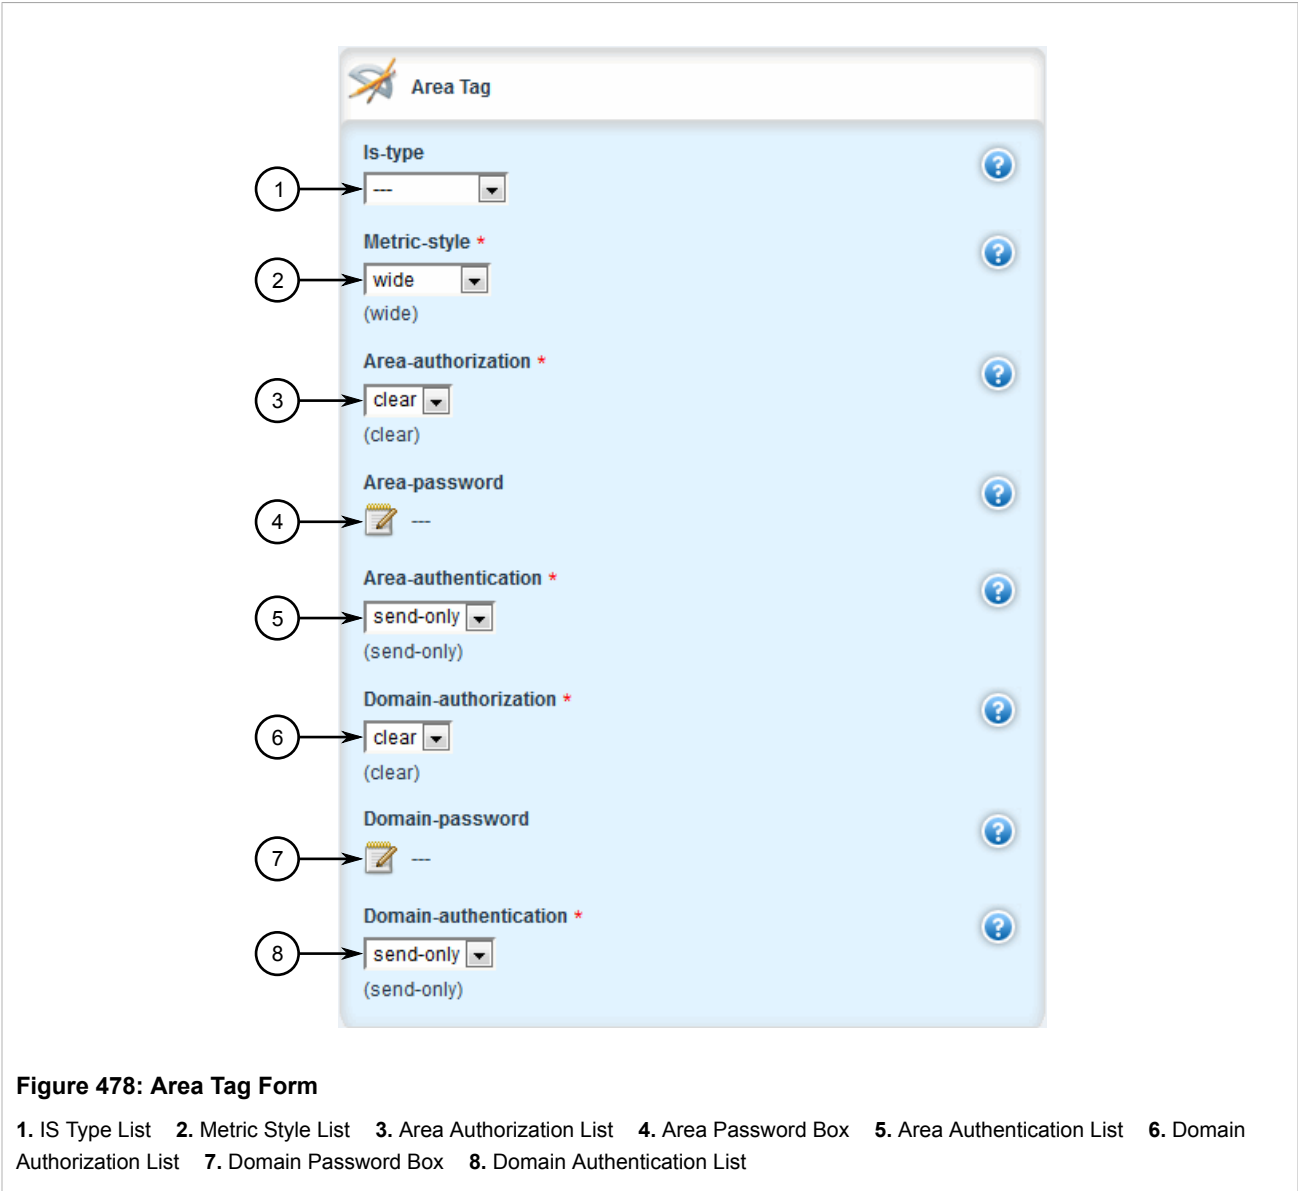 Area Tag
Is-type
1
---
Metric-style *
2
wide
(wide)
Area-authorization *
3
clear
(clear)
Area-password
4
---
Area-authentication *
5
send-only
(send-only)
Domain-authorization *
6
clear
(clear)
Domain-password
7
---
Domain-authentication *
8
send-only
(send-only)
Figure 478: Area Tag Form
1. IS Type List 2. Metric Style List 3. Area Authorization List 4. Area Password Box 5. Area Authentication List 6. Domain
Authorization List 7. Domain Password Box 8. Domain Authentication List